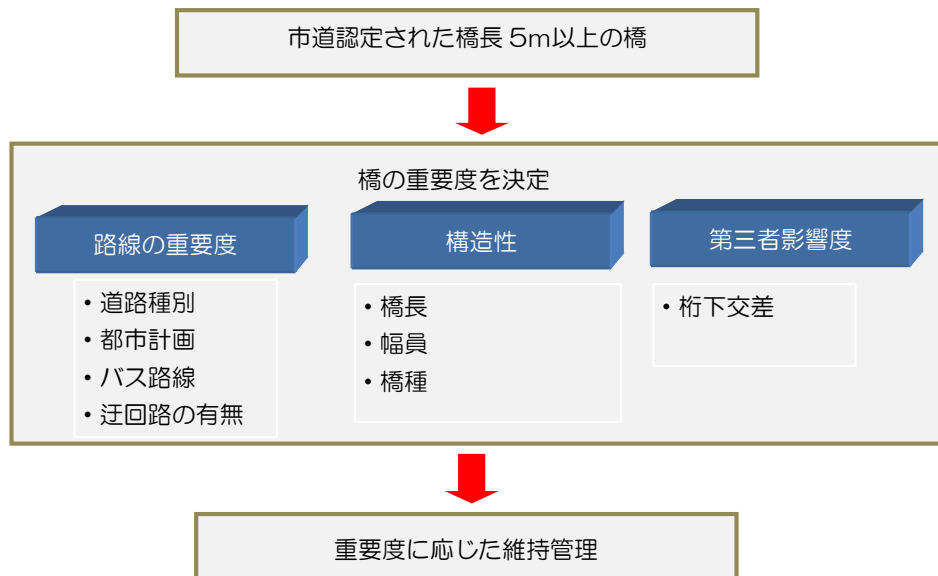 市道認定された橋長 5m以上の橋
橋の重要度を決定
路線の重要度
・道路種別
・都市計画
・バス路線
・迂回路の有無
構造性
・橋長
・幅員
・橋種
第三者影響度
・桁下交差
重要度に応じた維持管理